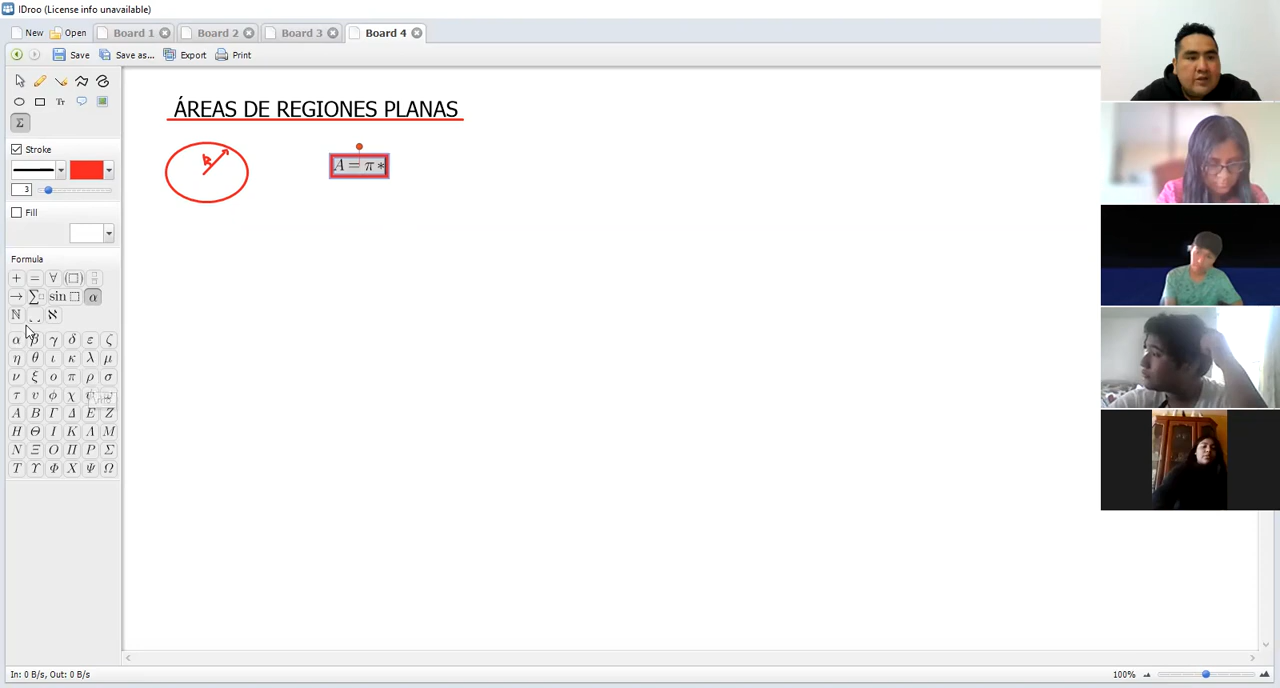 IDroo (License info unavailable)
New Open Board 1 Board 2 Board 3 Board 4
Save Save as... Export Print
Tr
Σ
Stroke
3
Fill
Formula
+ = ∀ (□)
→ Σ sin α
ℕ ℵ
α β γ δ ε ζ
η θ ι κ λ μ
ν ξ ο π ρ σ
τ υ φ χ ψ ω
Α Β Γ Δ Ε Ζ
Η Θ Ι Κ Λ Μ
Ν Ξ Ο Π Ρ Σ
Τ Υ Φ Χ Ψ Ω
ÁREAS DE REGIONES PLANAS
R
A = π *
In: 0 B/s, Out: 0 B/s
100%